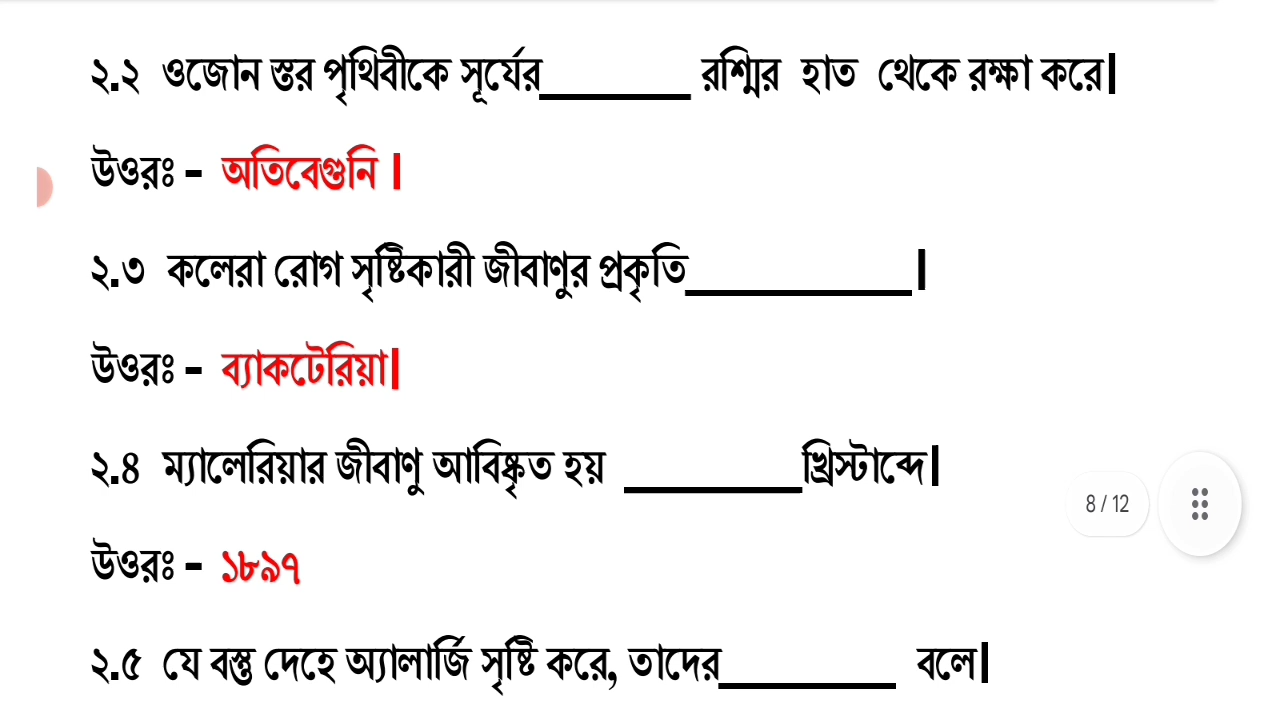 ২.২ ওজোন স্তর পৃথিবীকে সূর্যের________ রশ্মির হাত থেকে রক্ষা করে|
উওরঃ - অতিবেগুনি ।
২.৩ কলেরা রোগ সৃষ্টিকারী জীবাণুর প্রকৃতি____________|
উওরঃ - ব্যাকটেরিয়া|
২.৪ ম্যালেরিয়ার জীবাণু আবিষ্কৃত হয় _________খ্রিস্টাব্দে|
8 / 12
উওরঃ - ১৮৯৭
২.৫ যে বস্তু দেহে অ্যালার্জি সৃষ্টি করে, তাদের_________ বলে|